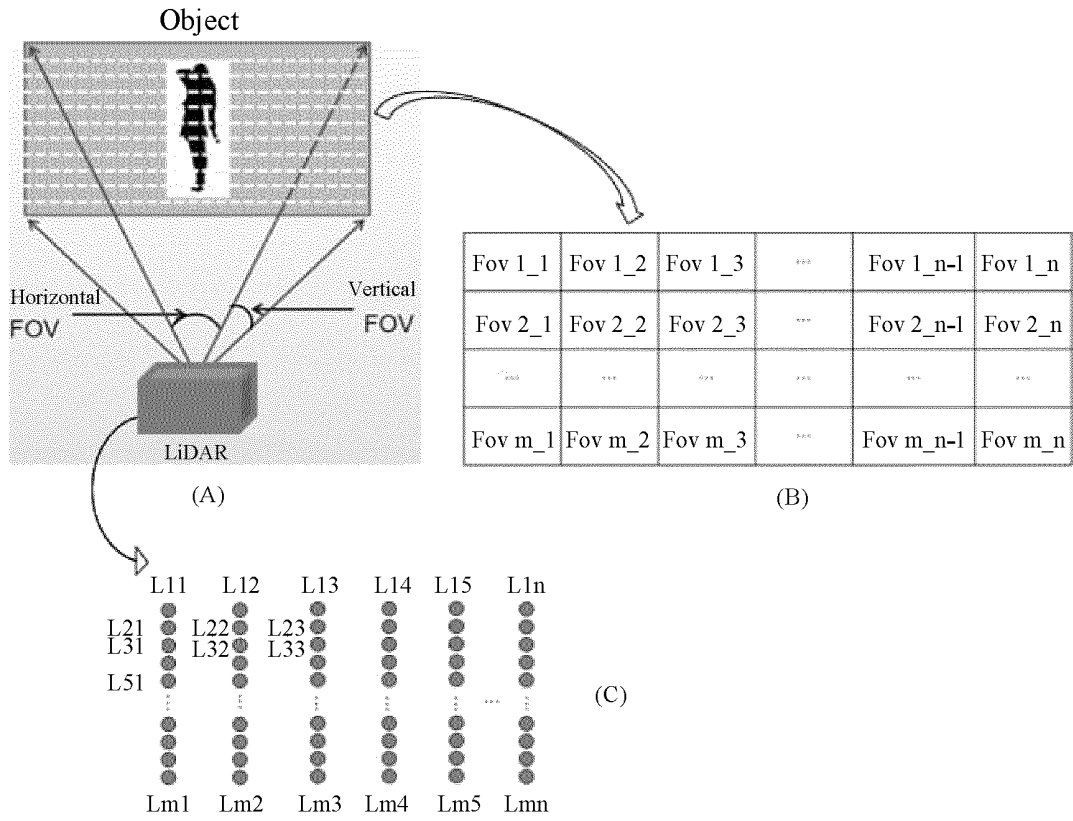 Object
Horizontal
FOV
Vertical
FOV
LiDAR
(A)
Fov 1_1 Fov 1_2 Fov 1_3 ... Fov 1_n-1 Fov 1_n
Fov 2_1 Fov 2_2 Fov 2_3 ... Fov 2_n-1 Fov 2_n
... ... ... ... ... ...
Fov m_1 Fov m_2 Fov m_3 ... Fov m_n-1 Fov m_n
(B)
L11 L12 L13 L14 L15 L1n
L21 L22 L23
L31 L32 L33
L51
...
(C)
Lm1 Lm2 Lm3 Lm4 Lm5 Lmn